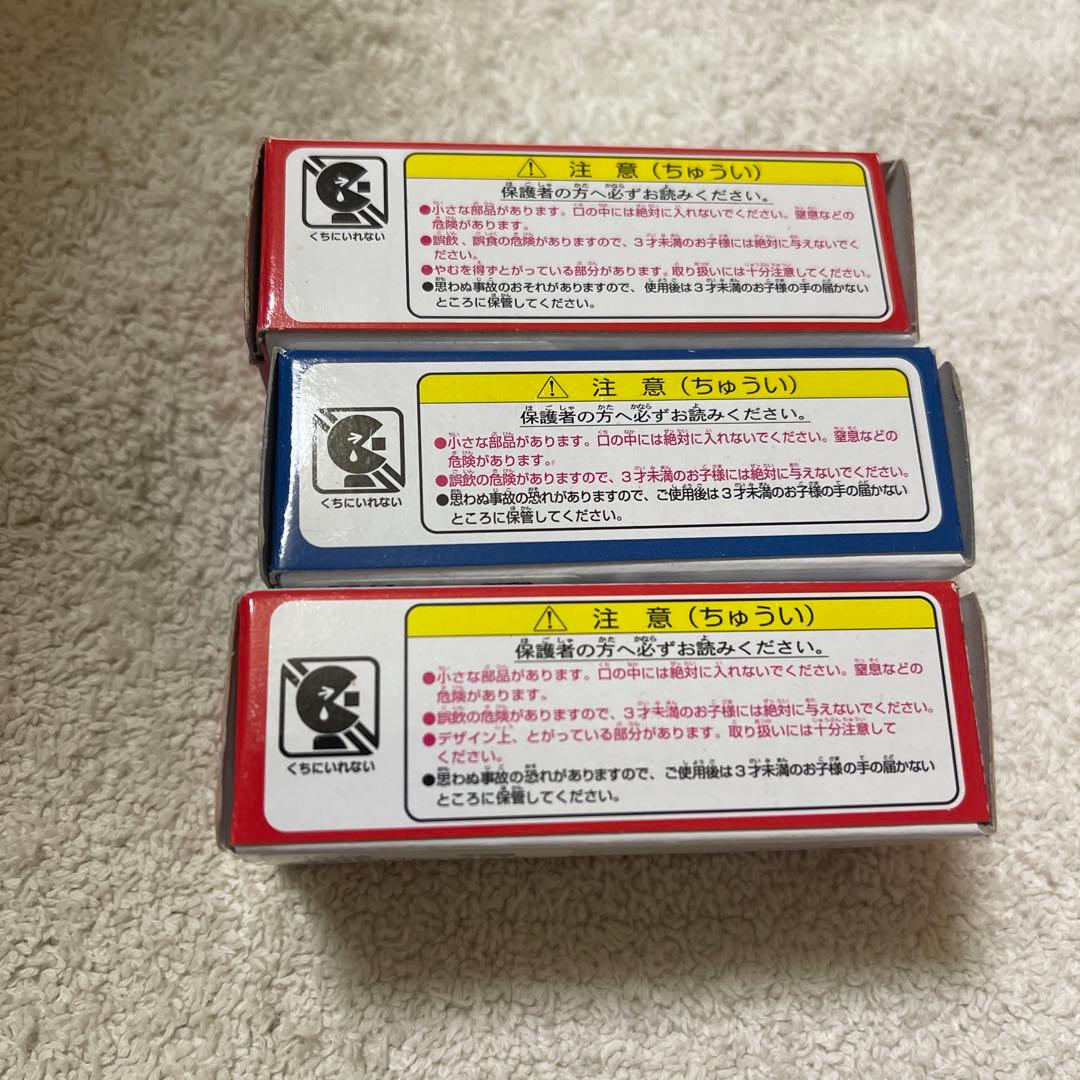 くちにいれない
注 意（ちゅうい）
保護者の方へ必ずお読みください。
●小さな部品があります。口の中には絶対に入れないでください。窒息などの
危険があります。
●誤飲、誤食の危険がありますので、3才未満のお子様には絶対に与えないでく
ださい。
●やむを得ずとがっている部分があります。取り扱いには十分注意してください。
●思わぬ事故のおそれがありますので、使用後は3才未満のお子様の手の届かない
ところに保管してください。
くちにいれない
注 意（ちゅうい）
保護者の方へ必ずお読みください。
●小さな部品があります。口の中には絶対に入れないでください。窒息などの
危険があります。
●誤飲の危険がありますので、3才未満のお子様には絶対に与えないでください。
●思わぬ事故の恐れがありますので、ご使用後は3才未満のお子様の手の届かない
ところに保管してください。
くちにいれない
注 意（ちゅうい）
保護者の方へ必ずお読みください。
●小さな部品があります。口の中には絶対に入れないでください。窒息などの
危険があります。
●誤飲の危険がありますので、3才未満のお子様には絶対に与えないでください。
●デザイン上、とがっている部分があります。取り扱いには十分注意して
ください。
●思わぬ事故の恐れがありますので、ご使用後は3才未満のお子様の手の届かない
ところに保管してください。